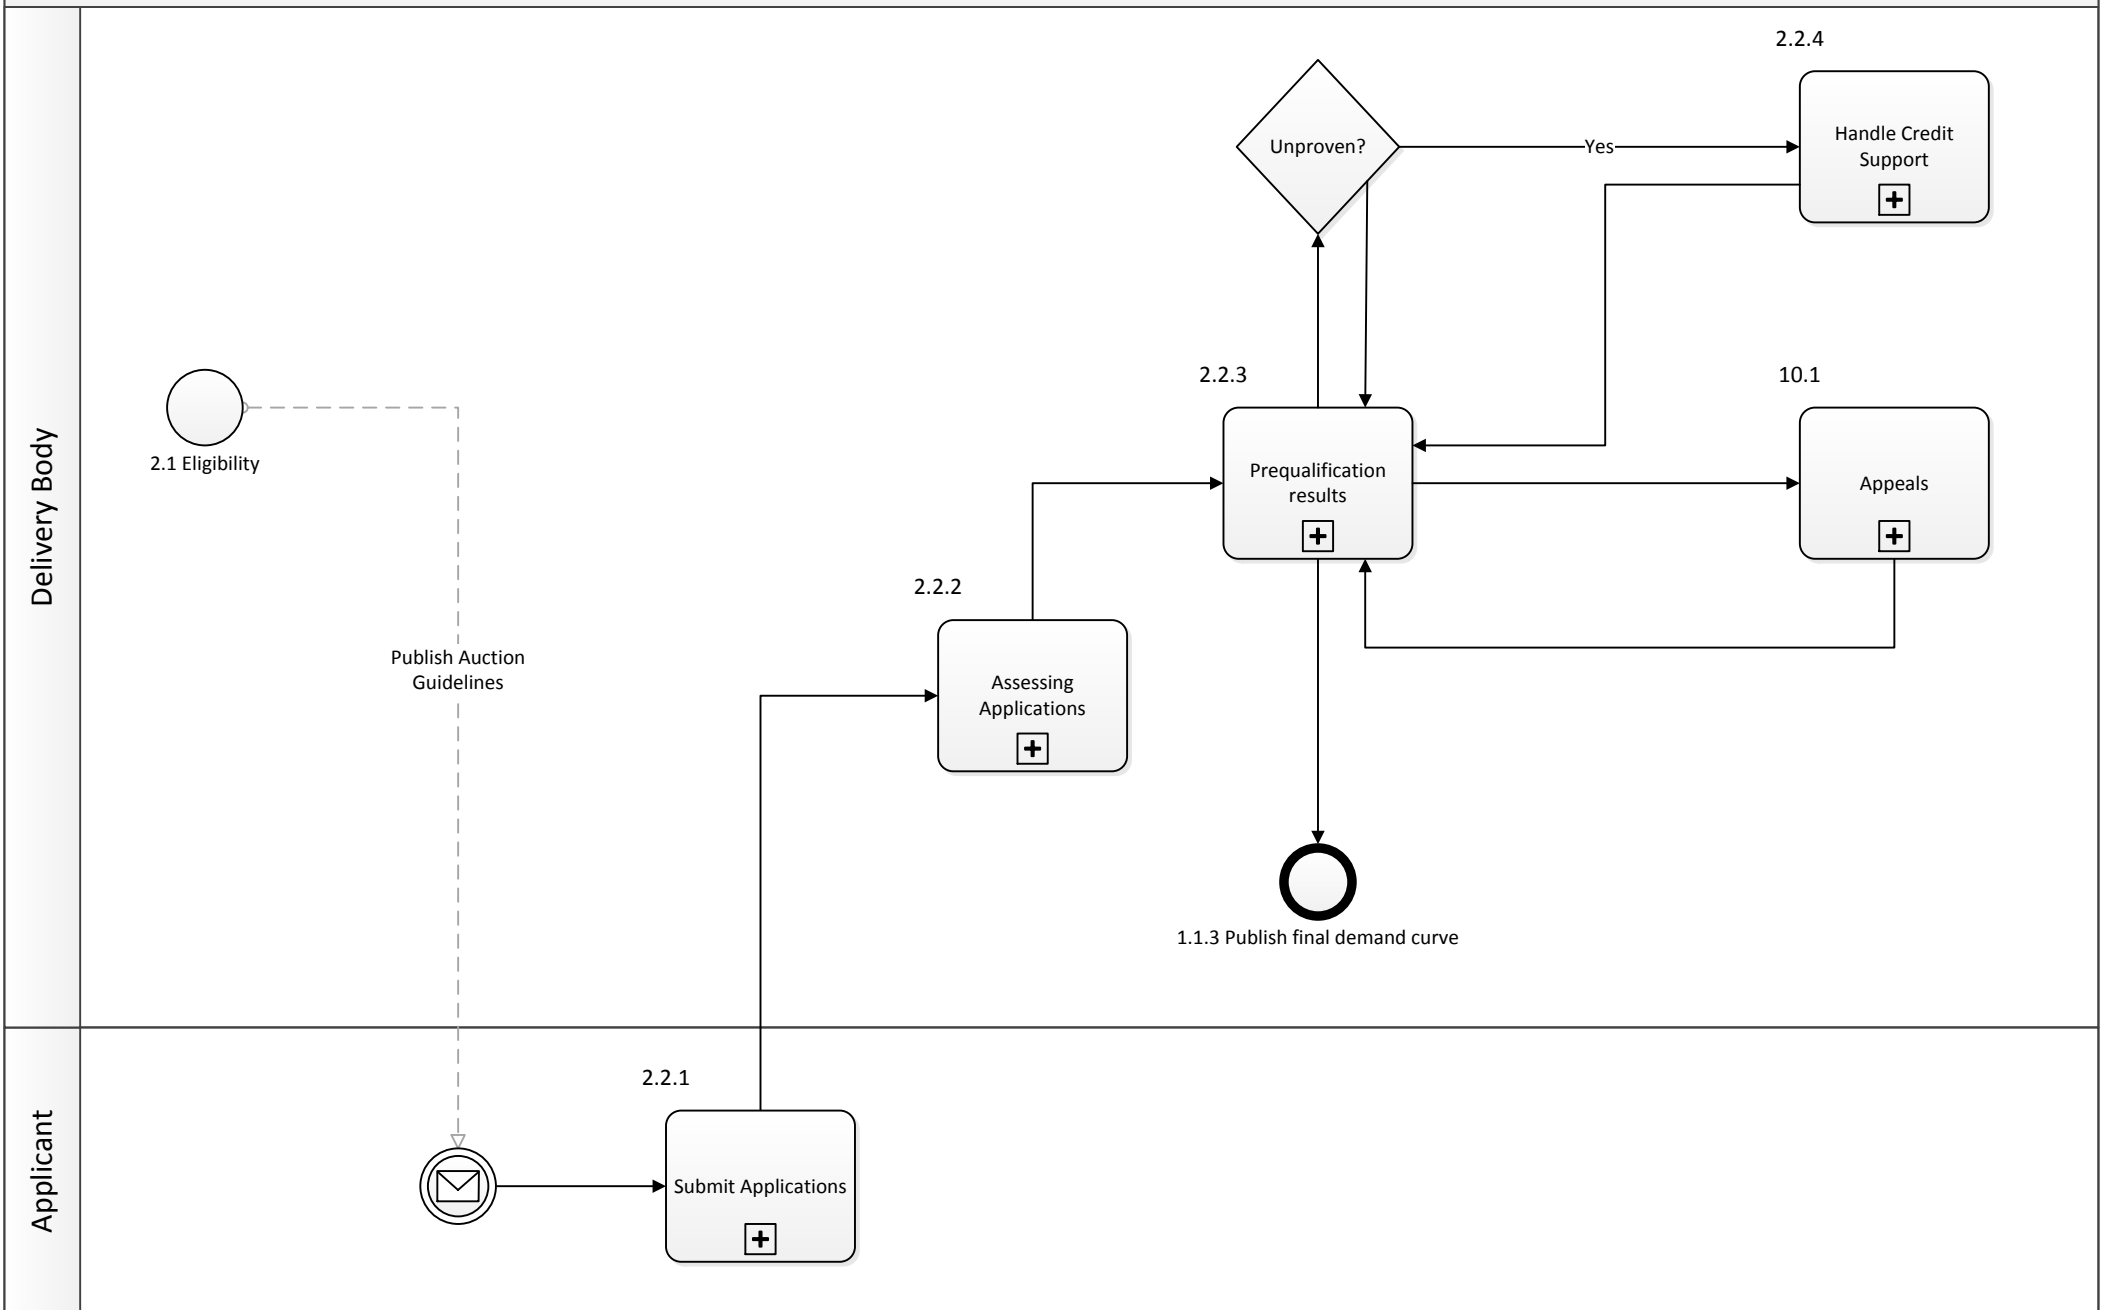 Delivery Body
2.2.4
Unproven?
Yes
Handle Credit
Support
2.1 Eligibility
2.2.3
10.1
Prequalification
results
Appeals
2.2.2
Publish Auction
Guidelines
Assessing
Applications
1.1.3 Publish final demand curve
Applicant
2.2.1
Submit Applications